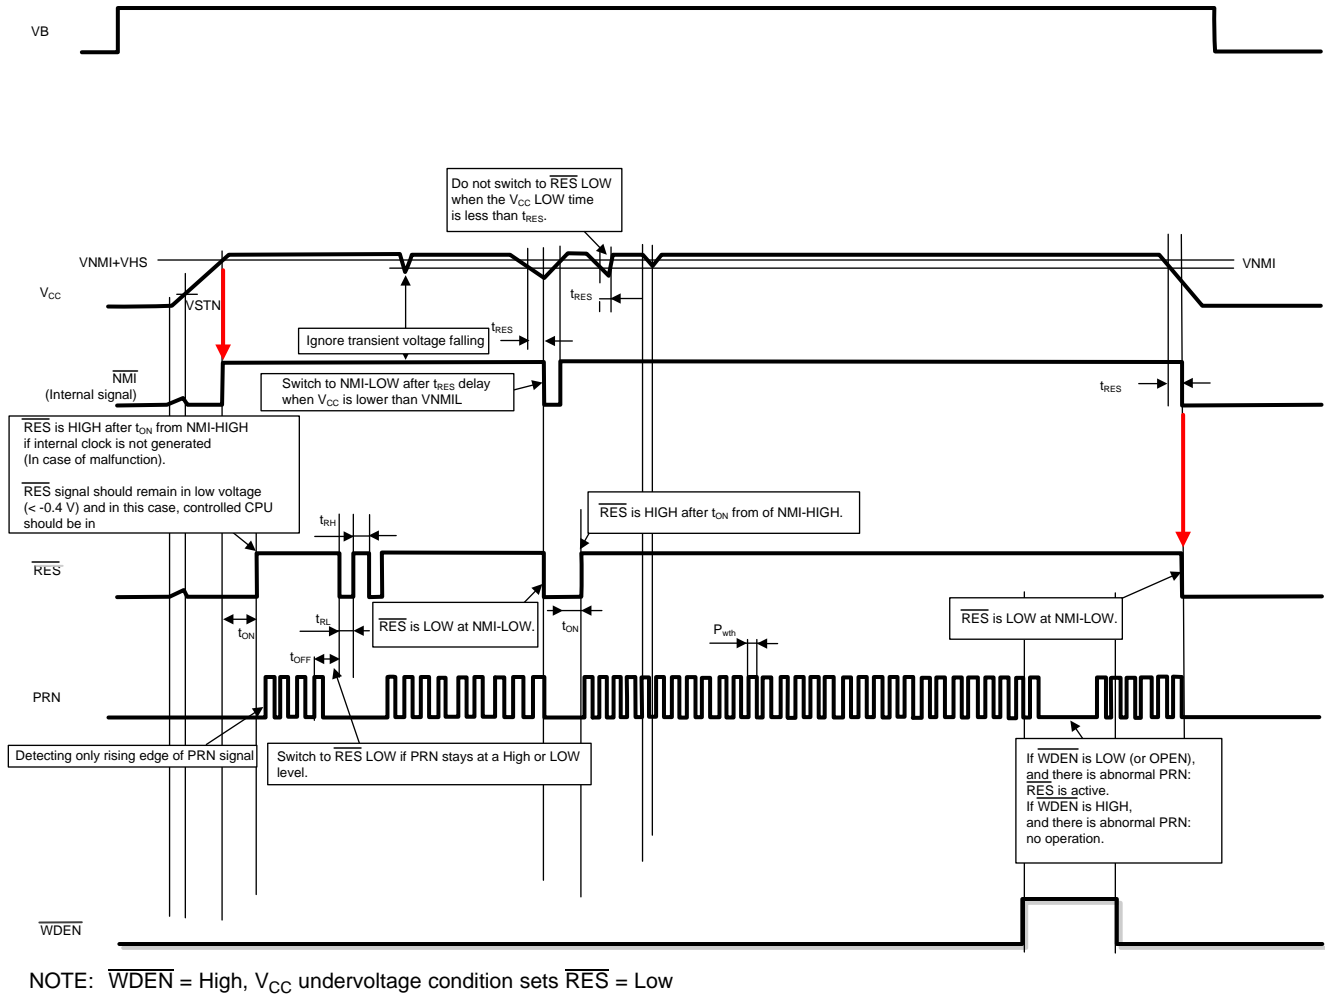 VB
Do not switch to RES LOW
when the VCC LOW time
is less than tRES.
VNMI+VHS
VNMI
VCC
VSTN
tRES
tRES
Ignore transient voltage falling
NMI
(Internal signal)
Switch to NMI-LOW after tRES delay
when VCC is lower than VNMIL
tRES
RES is HIGH after tON from NMI-HIGH
if internal clock is not generated
(In case of malfunction).
RES signal should remain in low voltage
(< -0.4 V) and in this case, controlled CPU
should be in
RES is HIGH after tON from of NMI-HIGH.
tRH
RES
RES is LOW at NMI-LOW.
RES is LOW at NMI-LOW.
tON
tRL
tON
Pwth
tOFF
PRN
Detecting only rising edge of PRN signal
Switch to RES LOW if PRN stays at a High or LOW
level.
If WDEN is LOW (or OPEN),
and there is abnormal PRN:
RES is active.
If WDEN is HIGH,
and there is abnormal PRN:
no operation.
WDEN
NOTE: WDEN = High, VCC undervoltage condition sets RES = Low